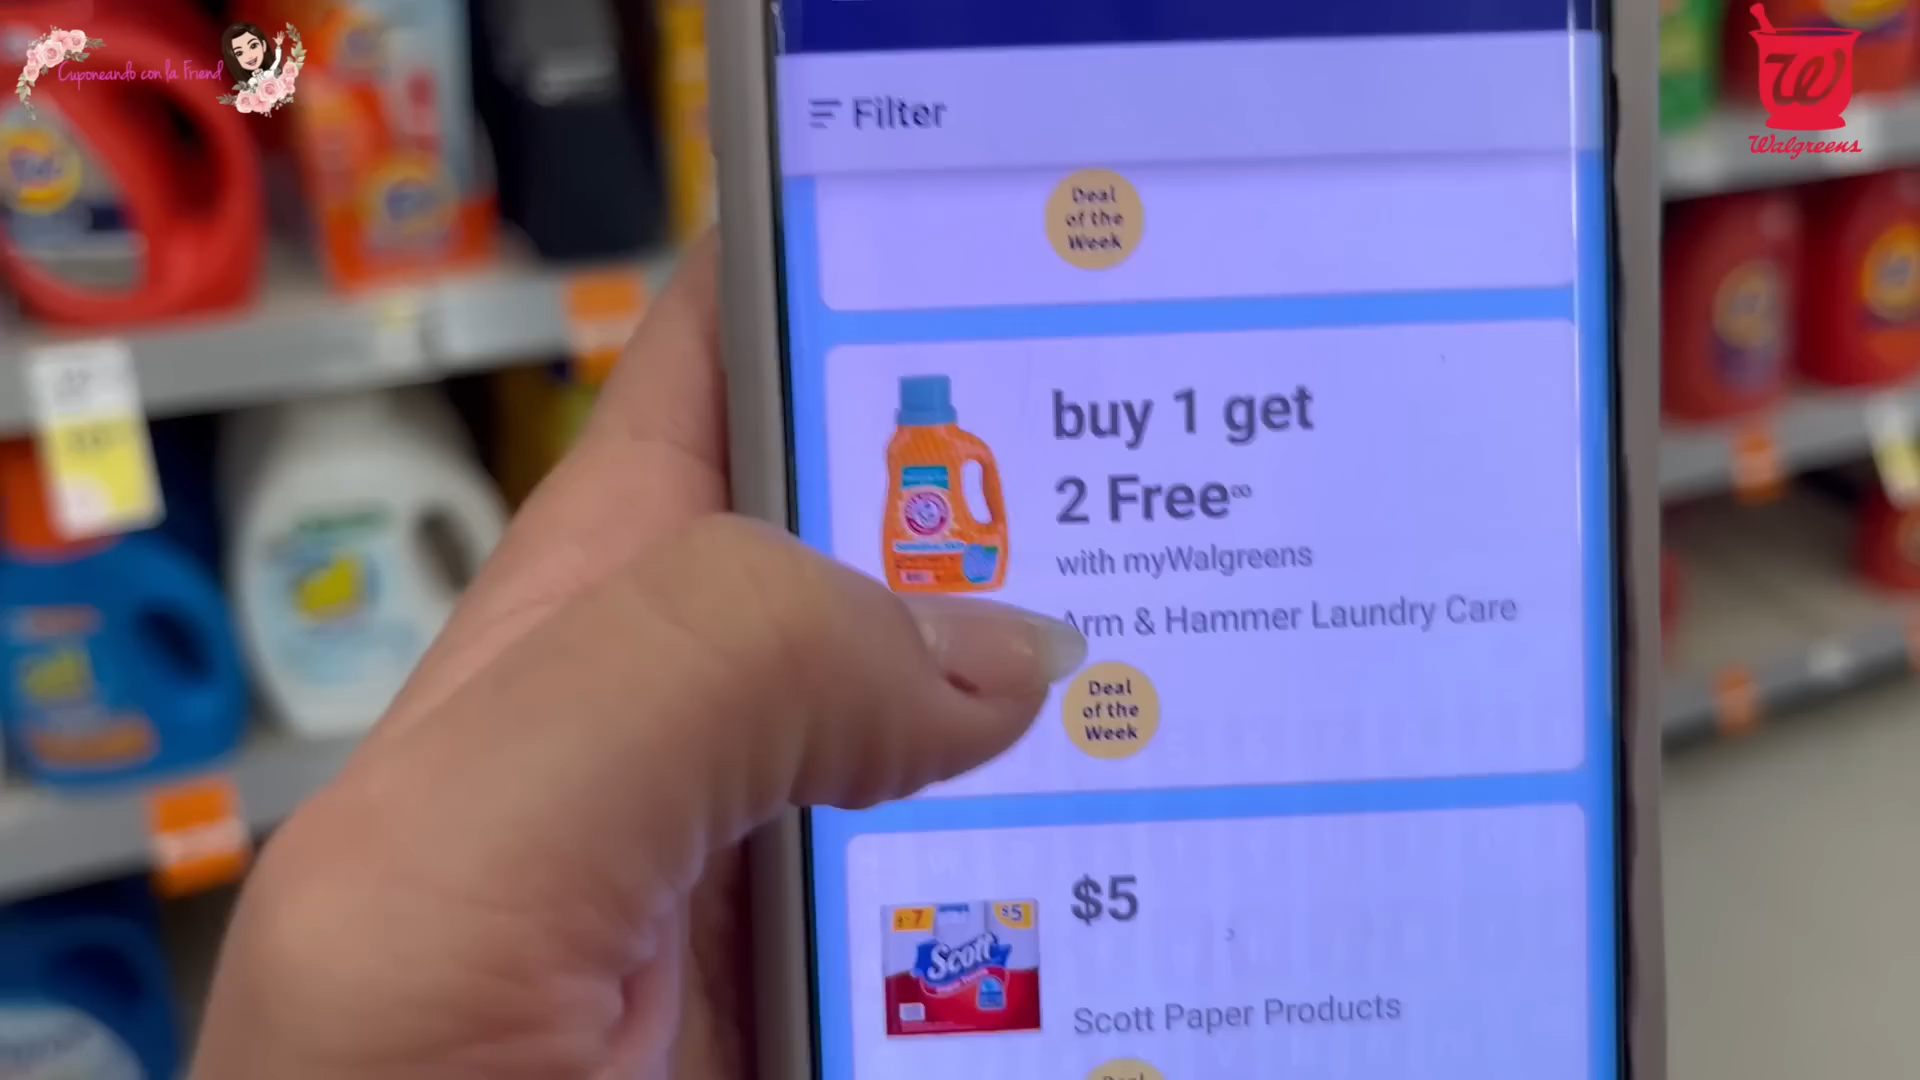 Cuponeando con la Friend
Walgreens
Filter
Deal
of the
Week
buy 1 get
2 Free∞
with myWalgreens
Arm & Hammer Laundry Care
Deal
of the
Week
$5
$5
Scott
Scott Paper Products